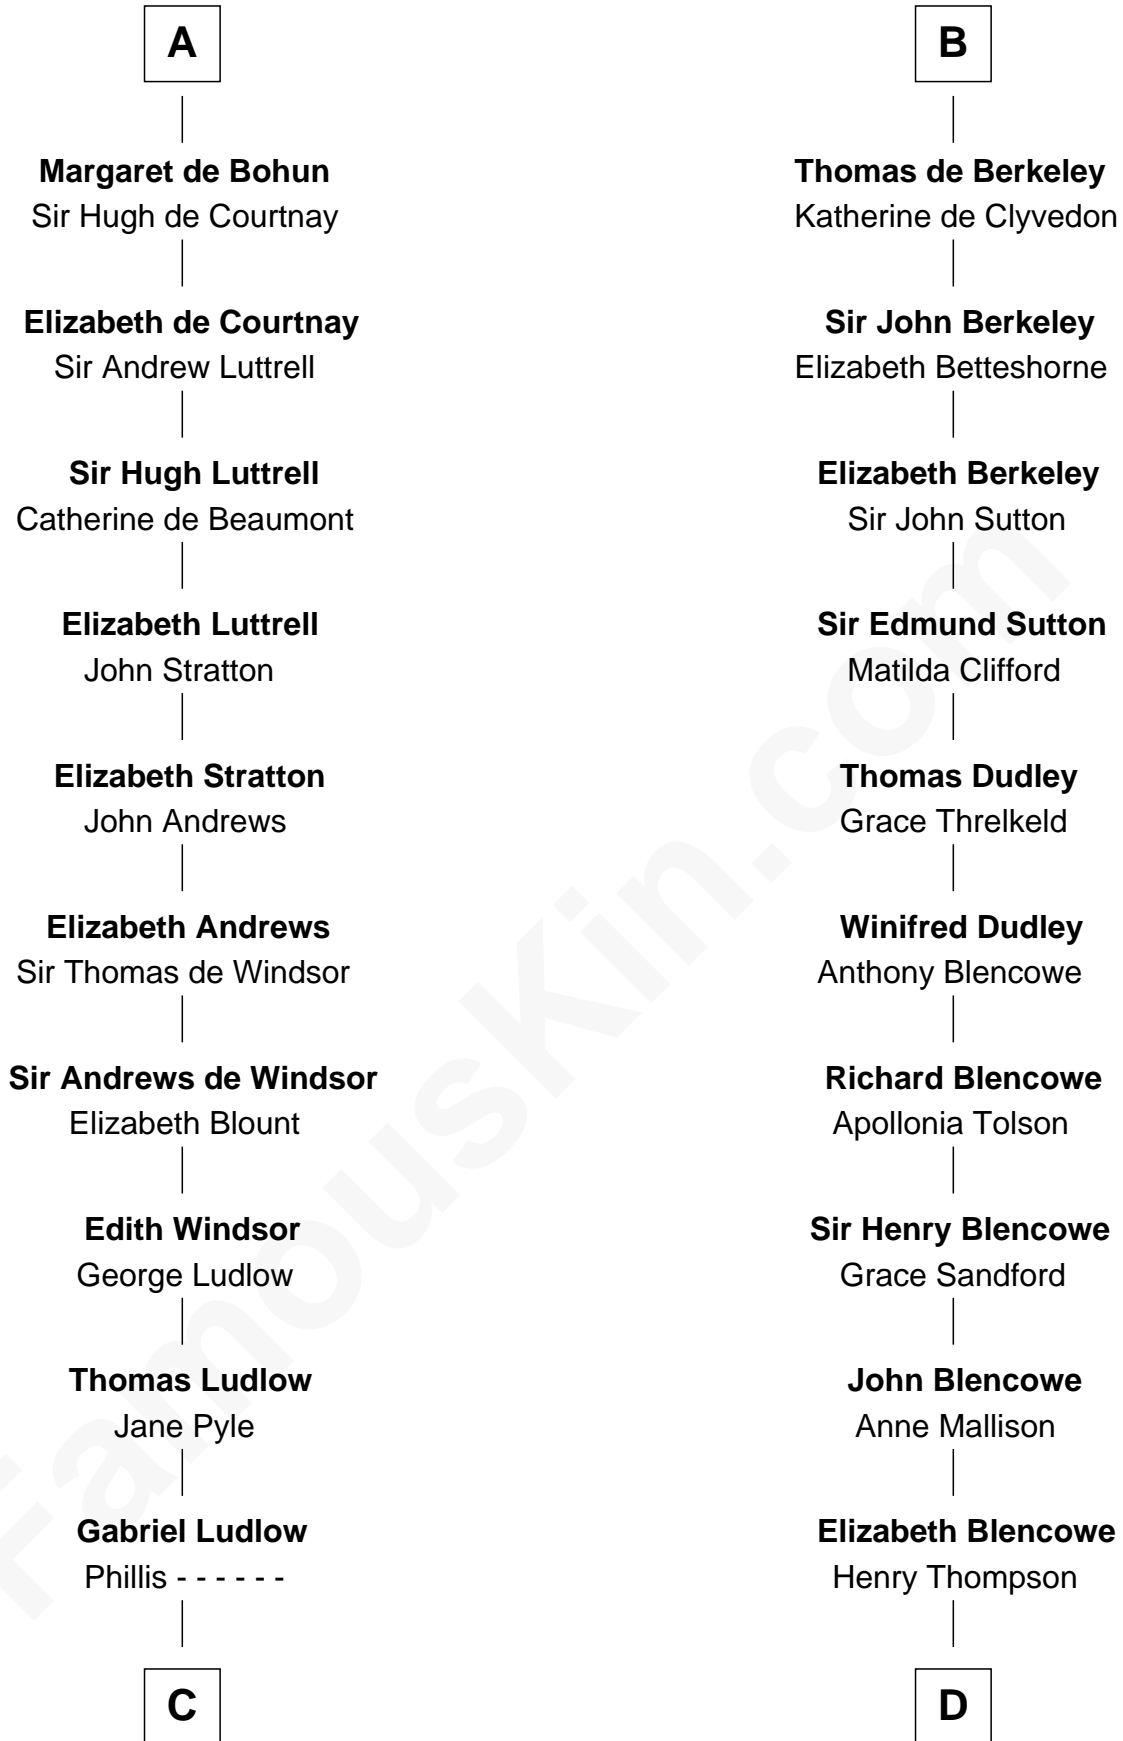 A
Margaret de Bohun
Sir Hugh de Courtnay
Elizabeth de Courtnay
Sir Andrew Luttrell
Sir Hugh Luttrell
Catherine de Beaumont
Elizabeth Luttrell
John Stratton
Elizabeth Stratton
John Andrews
Elizabeth Andrews
Sir Thomas de Windsor
Sir Andrews de Windsor
Elizabeth Blount
Edith Windsor
George Ludlow
Thomas Ludlow
Jane Pyle
Gabriel Ludlow
Phillis - - - - - -
C
B
Thomas de Berkeley
Katherine de Clyvedon
Sir John Berkeley
Elizabeth Betteshorne
Elizabeth Berkeley
Sir John Sutton
Sir Edmund Sutton
Matilda Clifford
Thomas Dudley
Grace Threlkeld
Winifred Dudley
Anthony Blencowe
Richard Blencowe
Apollonia Tolson
Sir Henry Blencowe
Grace Sandford
John Blencowe
Anne Mallison
Elizabeth Blencowe
Henry Thompson
D
FamousKin.com